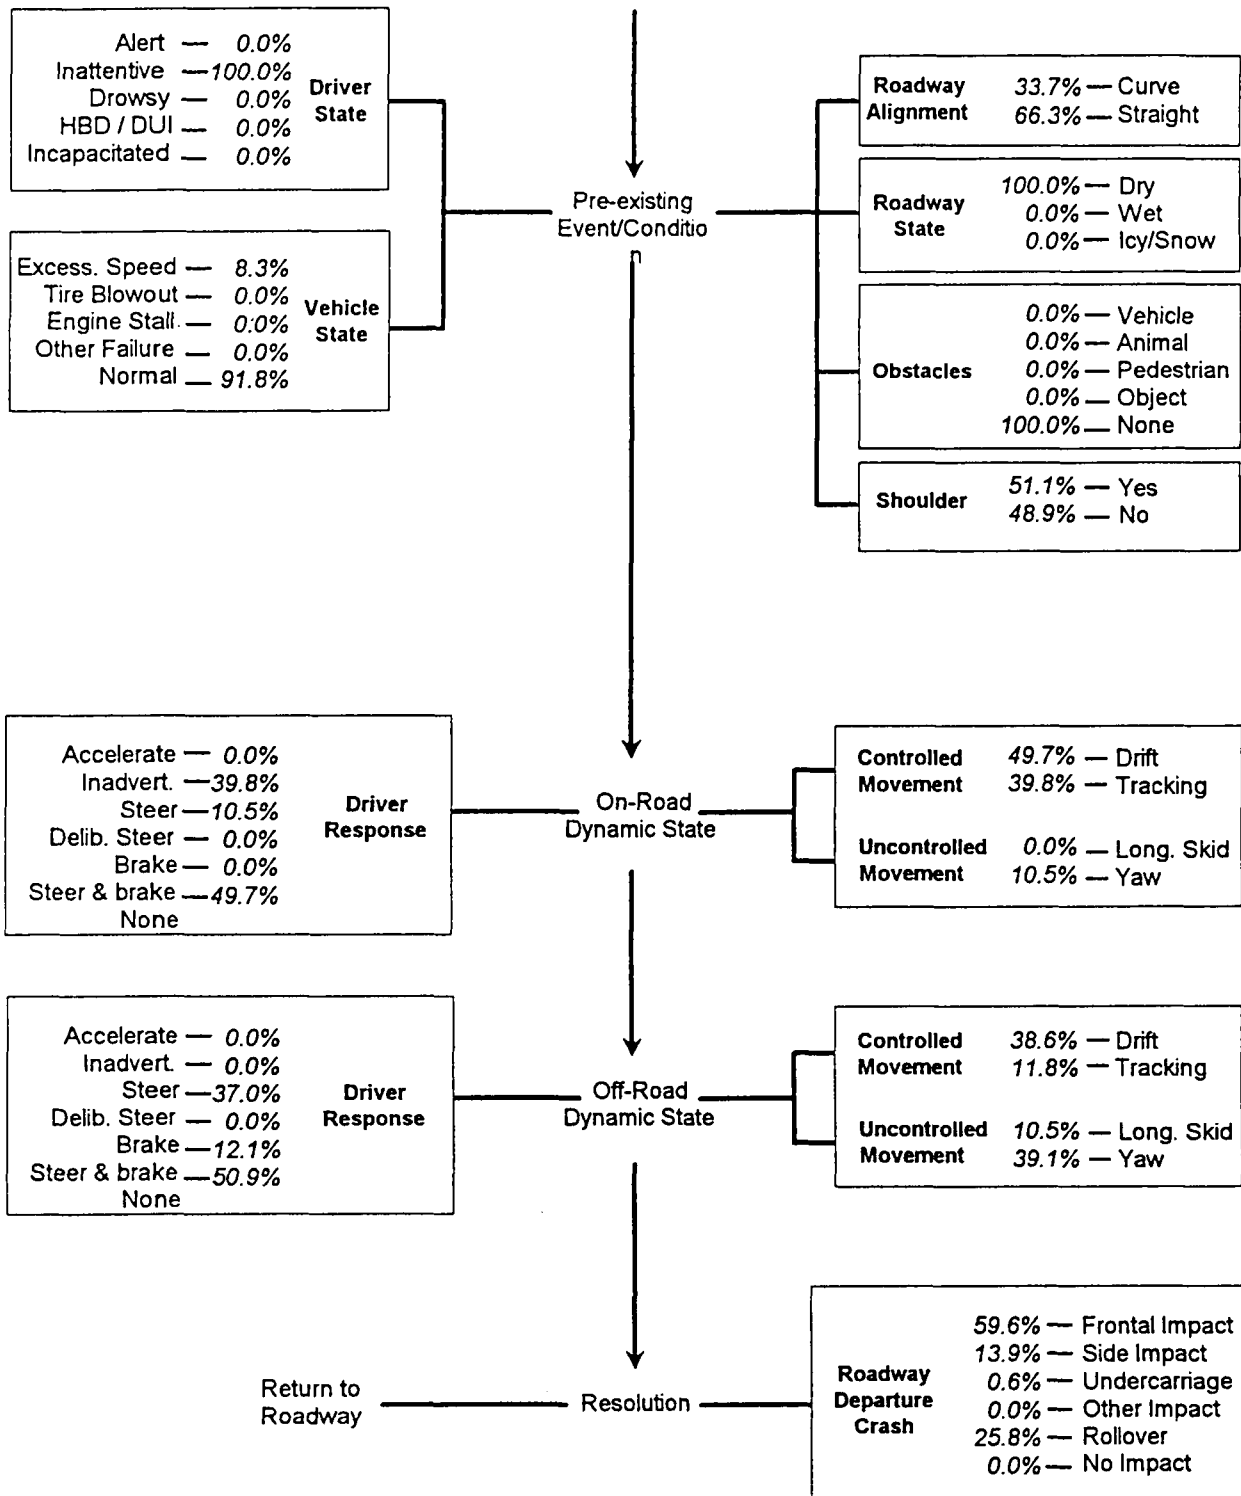 Alert — 0.0%
Inattentive —100.0%
Drowsy — 0.0%
HBD / DUI — 0.0%
Incapacitated — 0.0%
Driver
State
Excess. Speed — 8.3%
Tire Blowout — 0.0%
Engine Stall — 0.0%
Other Failure — 0.0%
Normal — 91.8%
Vehicle
State
Pre-existing
Event/Conditio
n
Roadway
Alignment
33.7% — Curve
66.3% — Straight
Roadway
State
100.0% — Dry
0.0% — Wet
0.0% — Icy/Snow
Obstacles
0.0% — Vehicle
0.0% — Animal
0.0% — Pedestrian
0.0% — Object
100.0% — None
Shoulder
51.1% — Yes
48.9% — No
Accelerate — 0.0%
Inadvert. —39.8%
Steer —10.5%
Delib. Steer — 0.0%
Brake — 0.0%
Steer & brake —49.7%
None
Driver
Response
On-Road
Dynamic State
Controlled
Movement
49.7% — Drift
39.8% — Tracking
Uncontrolled
Movement
0.0% — Long. Skid
10.5% — Yaw
Accelerate — 0.0%
Inadvert. — 0.0%
Steer —37.0%
Delib. Steer — 0.0%
Brake —12.1%
Steer & brake —50.9%
None
Driver
Response
Off-Road
Dynamic State
Controlled
Movement
38.6% — Drift
11.8% — Tracking
Uncontrolled
Movement
10.5% — Long. Skid
39.1% — Yaw
Return to
Roadway
Resolution
Roadway
Departure
Crash
59.6% — Frontal Impact
13.9% — Side Impact
0.6% — Undercarriage
0.0% — Other Impact
25.8% — Rollover
0.0% — No Impact